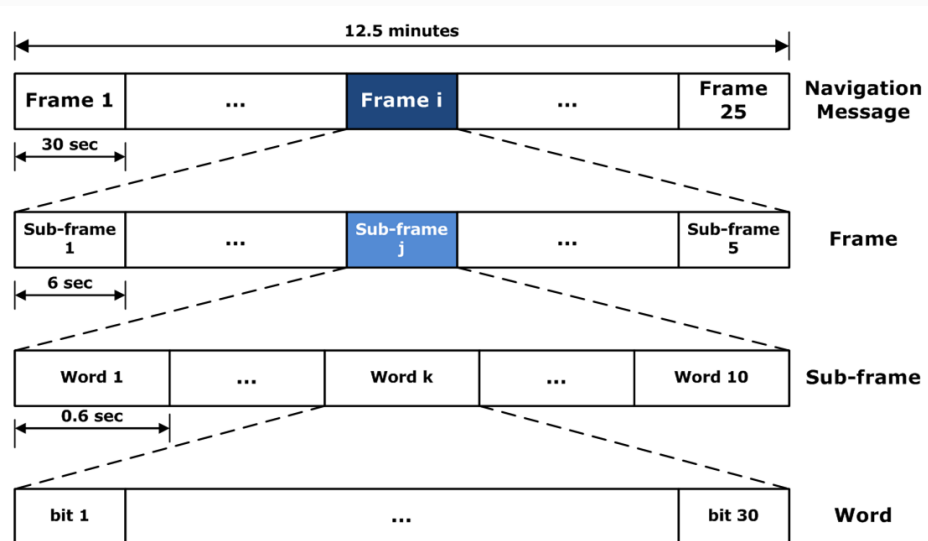 12.5 minutes
Frame 1
...
Frame i
...
Frame
25
Navigation
Message
30 sec
Sub-frame
1
...
Sub-frame
j
...
Sub-frame
5
Frame
6 sec
Word 1
...
Word k
...
Word 10
Sub-frame
0.6 sec
bit 1
...
bit 30
Word